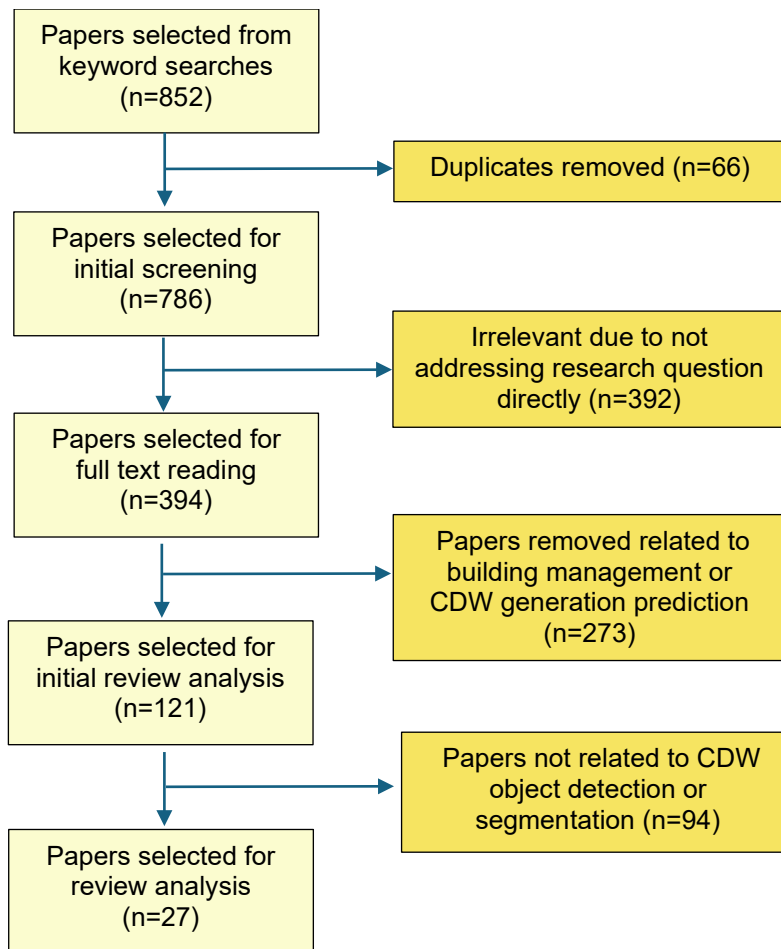 Papers selected from
keyword searches
(n=852)
Duplicates removed (n=66)
Papers selected for
initial screening
(n=786)
Irrelevant due to not
addressing research question
directly (n=392)
Papers selected for
full text reading
(n=394)
Papers removed related to
building management or
CDW generation prediction
(n=273)
Papers selected for
initial review analysis
(n=121)
Papers not related to CDW
object detection or
segmentation (n=94)
Papers selected for
review analysis
(n=27)